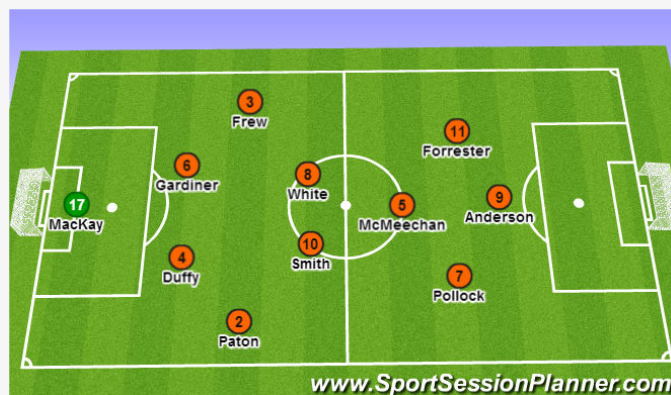 3
Frew
11
Forrester
6
Gardiner
8
White
17
MacKay
5
McMeechan
9
Anderson
10
Smith
4
Duffy
7
Pollock
2
Paton
www.SportSessionPlanner.com